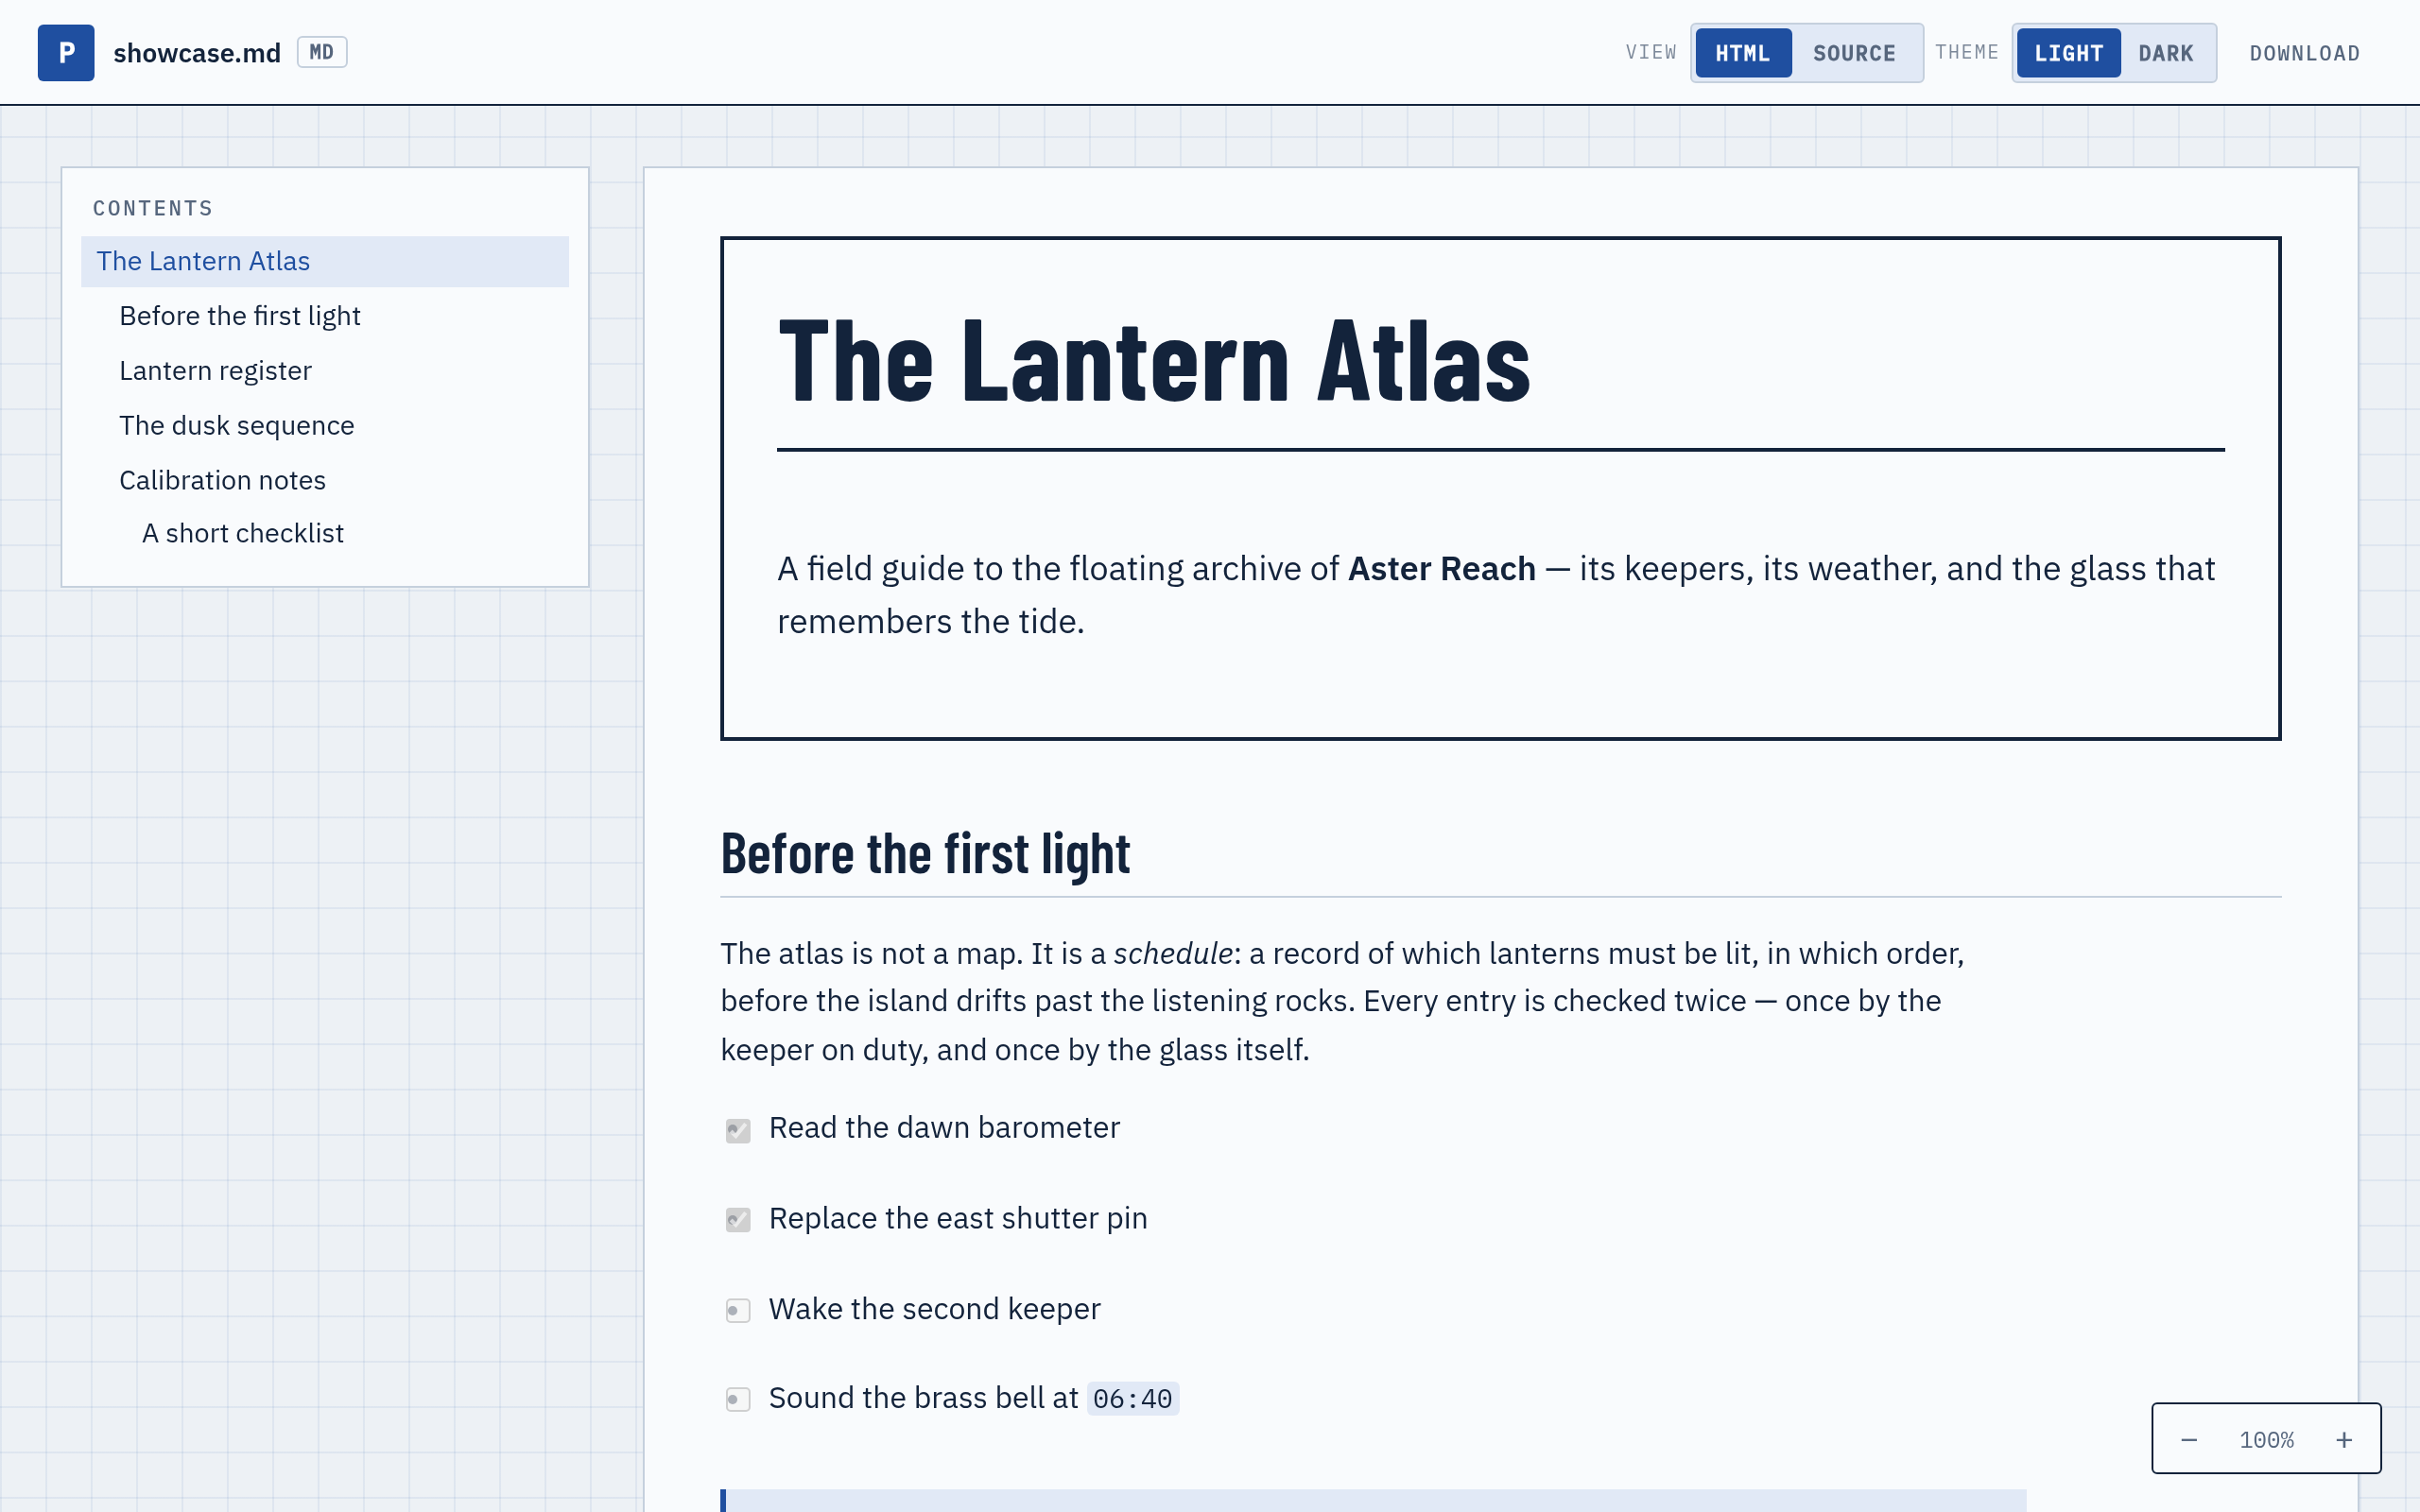 P showcase.md MD VIEW HTML SOURCE THEME LIGHT DARK DOWNLOAD
CONTENTS
The Lantern Atlas
Before the first light
Lantern register
The dusk sequence
Calibration notes
A short checklist
The Lantern Atlas
A field guide to the floating archive of Aster Reach — its keepers, its weather, and the glass that
remembers the tide.
Before the first light
The atlas is not a map. It is a schedule: a record of which lanterns must be lit, in which order,
before the island drifts past the listening rocks. Every entry is checked twice — once by the
keeper on duty, and once by the glass itself.
Read the dawn barometer
Replace the east shutter pin
Wake the second keeper
Sound the brass bell at 06:40
− 100% +